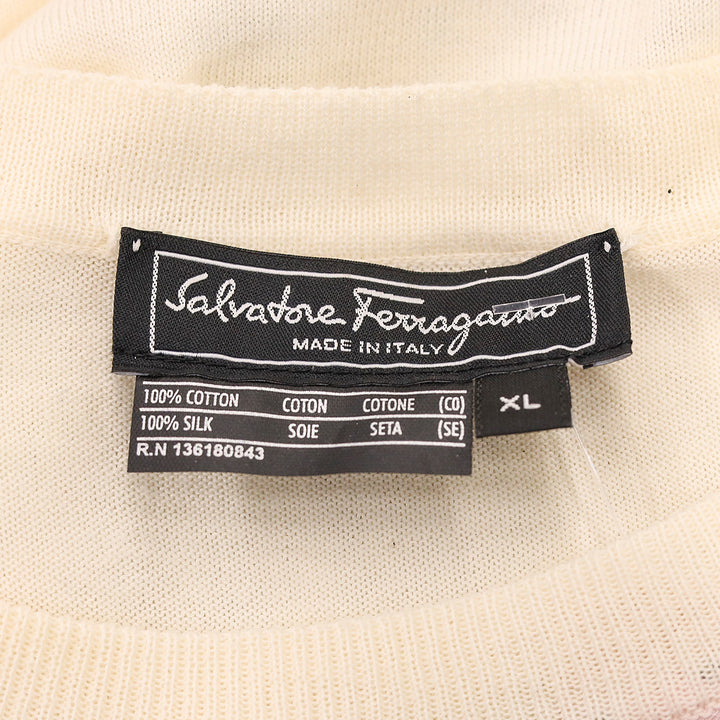 Salvatore Ferragamo
MADE IN ITALY
XL
100% COTTON COTON COTONE (CO)
100% SILK SOIE SETA (SE)
R.N 136180843